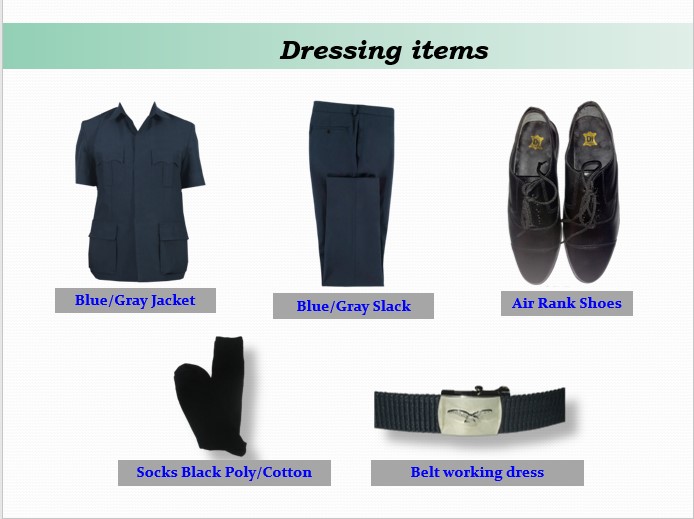 Dressing items
Blue/Gray Jacket
Blue/Gray Slack
Air Rank Shoes
Socks Black Poly/Cotton
Belt working dress